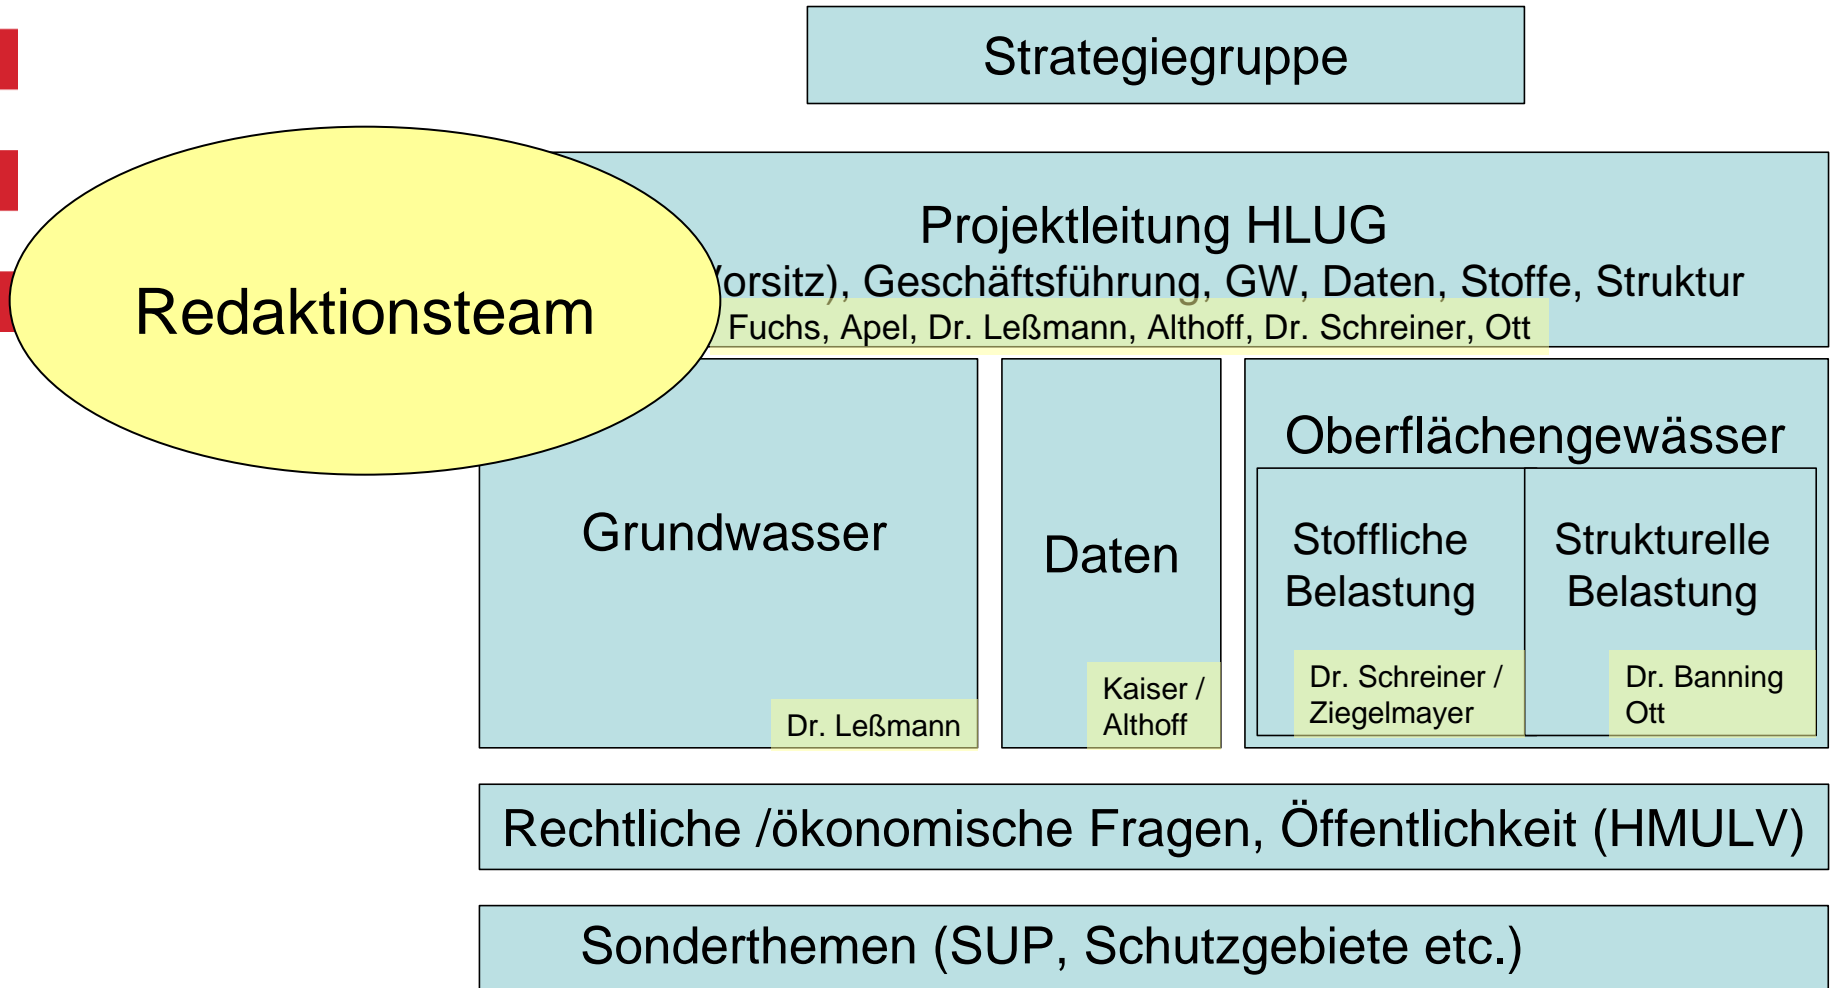 Strategiegruppe
Projektleitung HLUG
orsitz), Geschäftsführung, GW, Daten, Stoffe, Struktur
Fuchs, Apel, Dr. Leßmann, Althoff, Dr. Schreiner, Ott
Redaktionsteam
Grundwasser
Dr. Leßmann
Daten
Kaiser /
Althoff
Oberflächengewässer
Stoffliche
Belastung
Dr. Schreiner /
Ziegelmayer
Strukturelle
Belastung
Dr. Banning
Ott
Rechtliche /ökonomische Fragen, Öffentlichkeit (HMULV)
Sonderthemen (SUP, Schutzgebiete etc.)